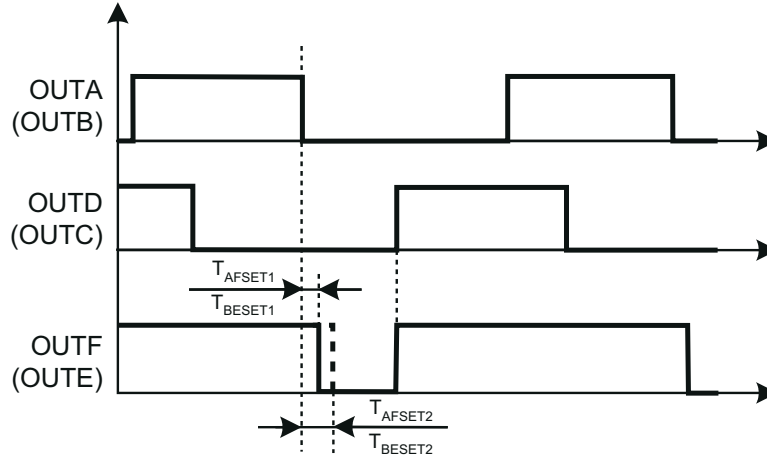 OUTA
(OUTB)
OUTD
(OUTC)
TAFSET1
TBESET1
OUTF
(OUTE)
TAFSET2
TBESET2